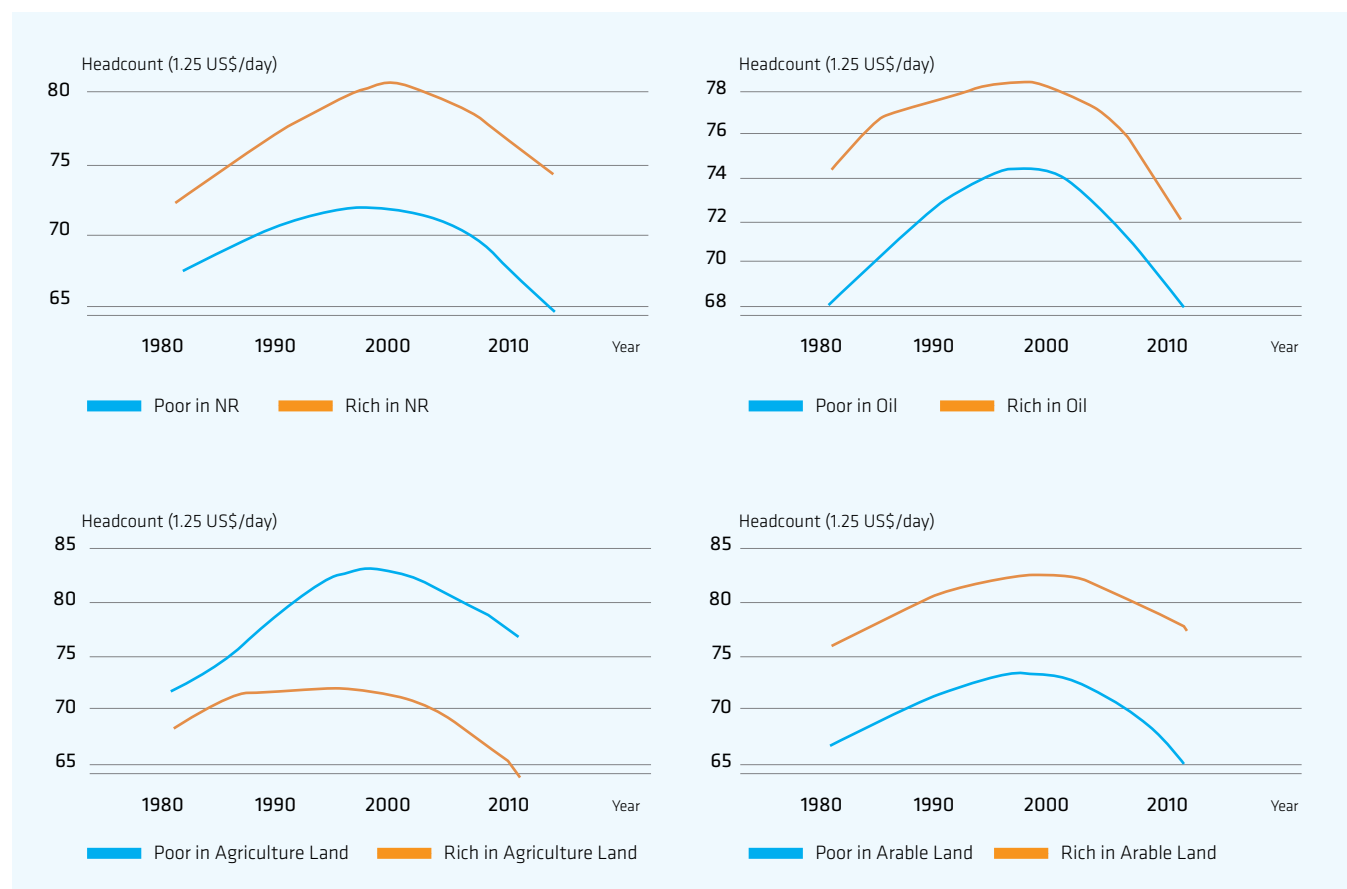 Headcount (1.25 US$/day)
80
75
70
65
1980 1990 2000 2010 Year
Poor in NR Rich in NR
Headcount (1.25 US$/day)
78
76
74
72
70
68
1980 1990 2000 2010 Year
Poor in Oil Rich in Oil
Headcount (1.25 US$/day)
85
80
75
70
65
1980 1990 2000 2010 Year
Poor in Agriculture Land Rich in Agriculture Land
Headcount (1.25 US$/day)
85
80
75
70
65
1980 1990 2000 2010 Year
Poor in Arable Land Rich in Arable Land